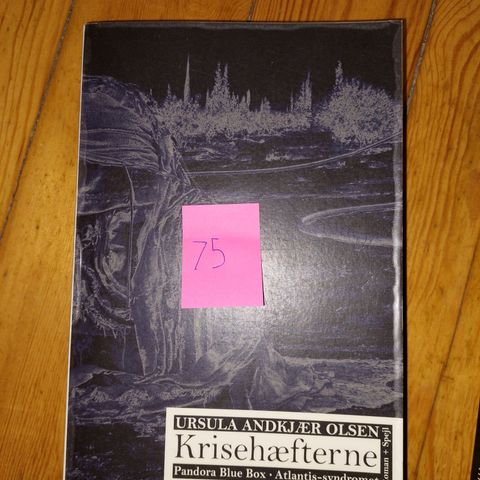 75
URSULA ANDKJÆR OLSEN
Krisehæfterne
Pandora Blue Box · Atlantis-syndromet
Roman + Spejl